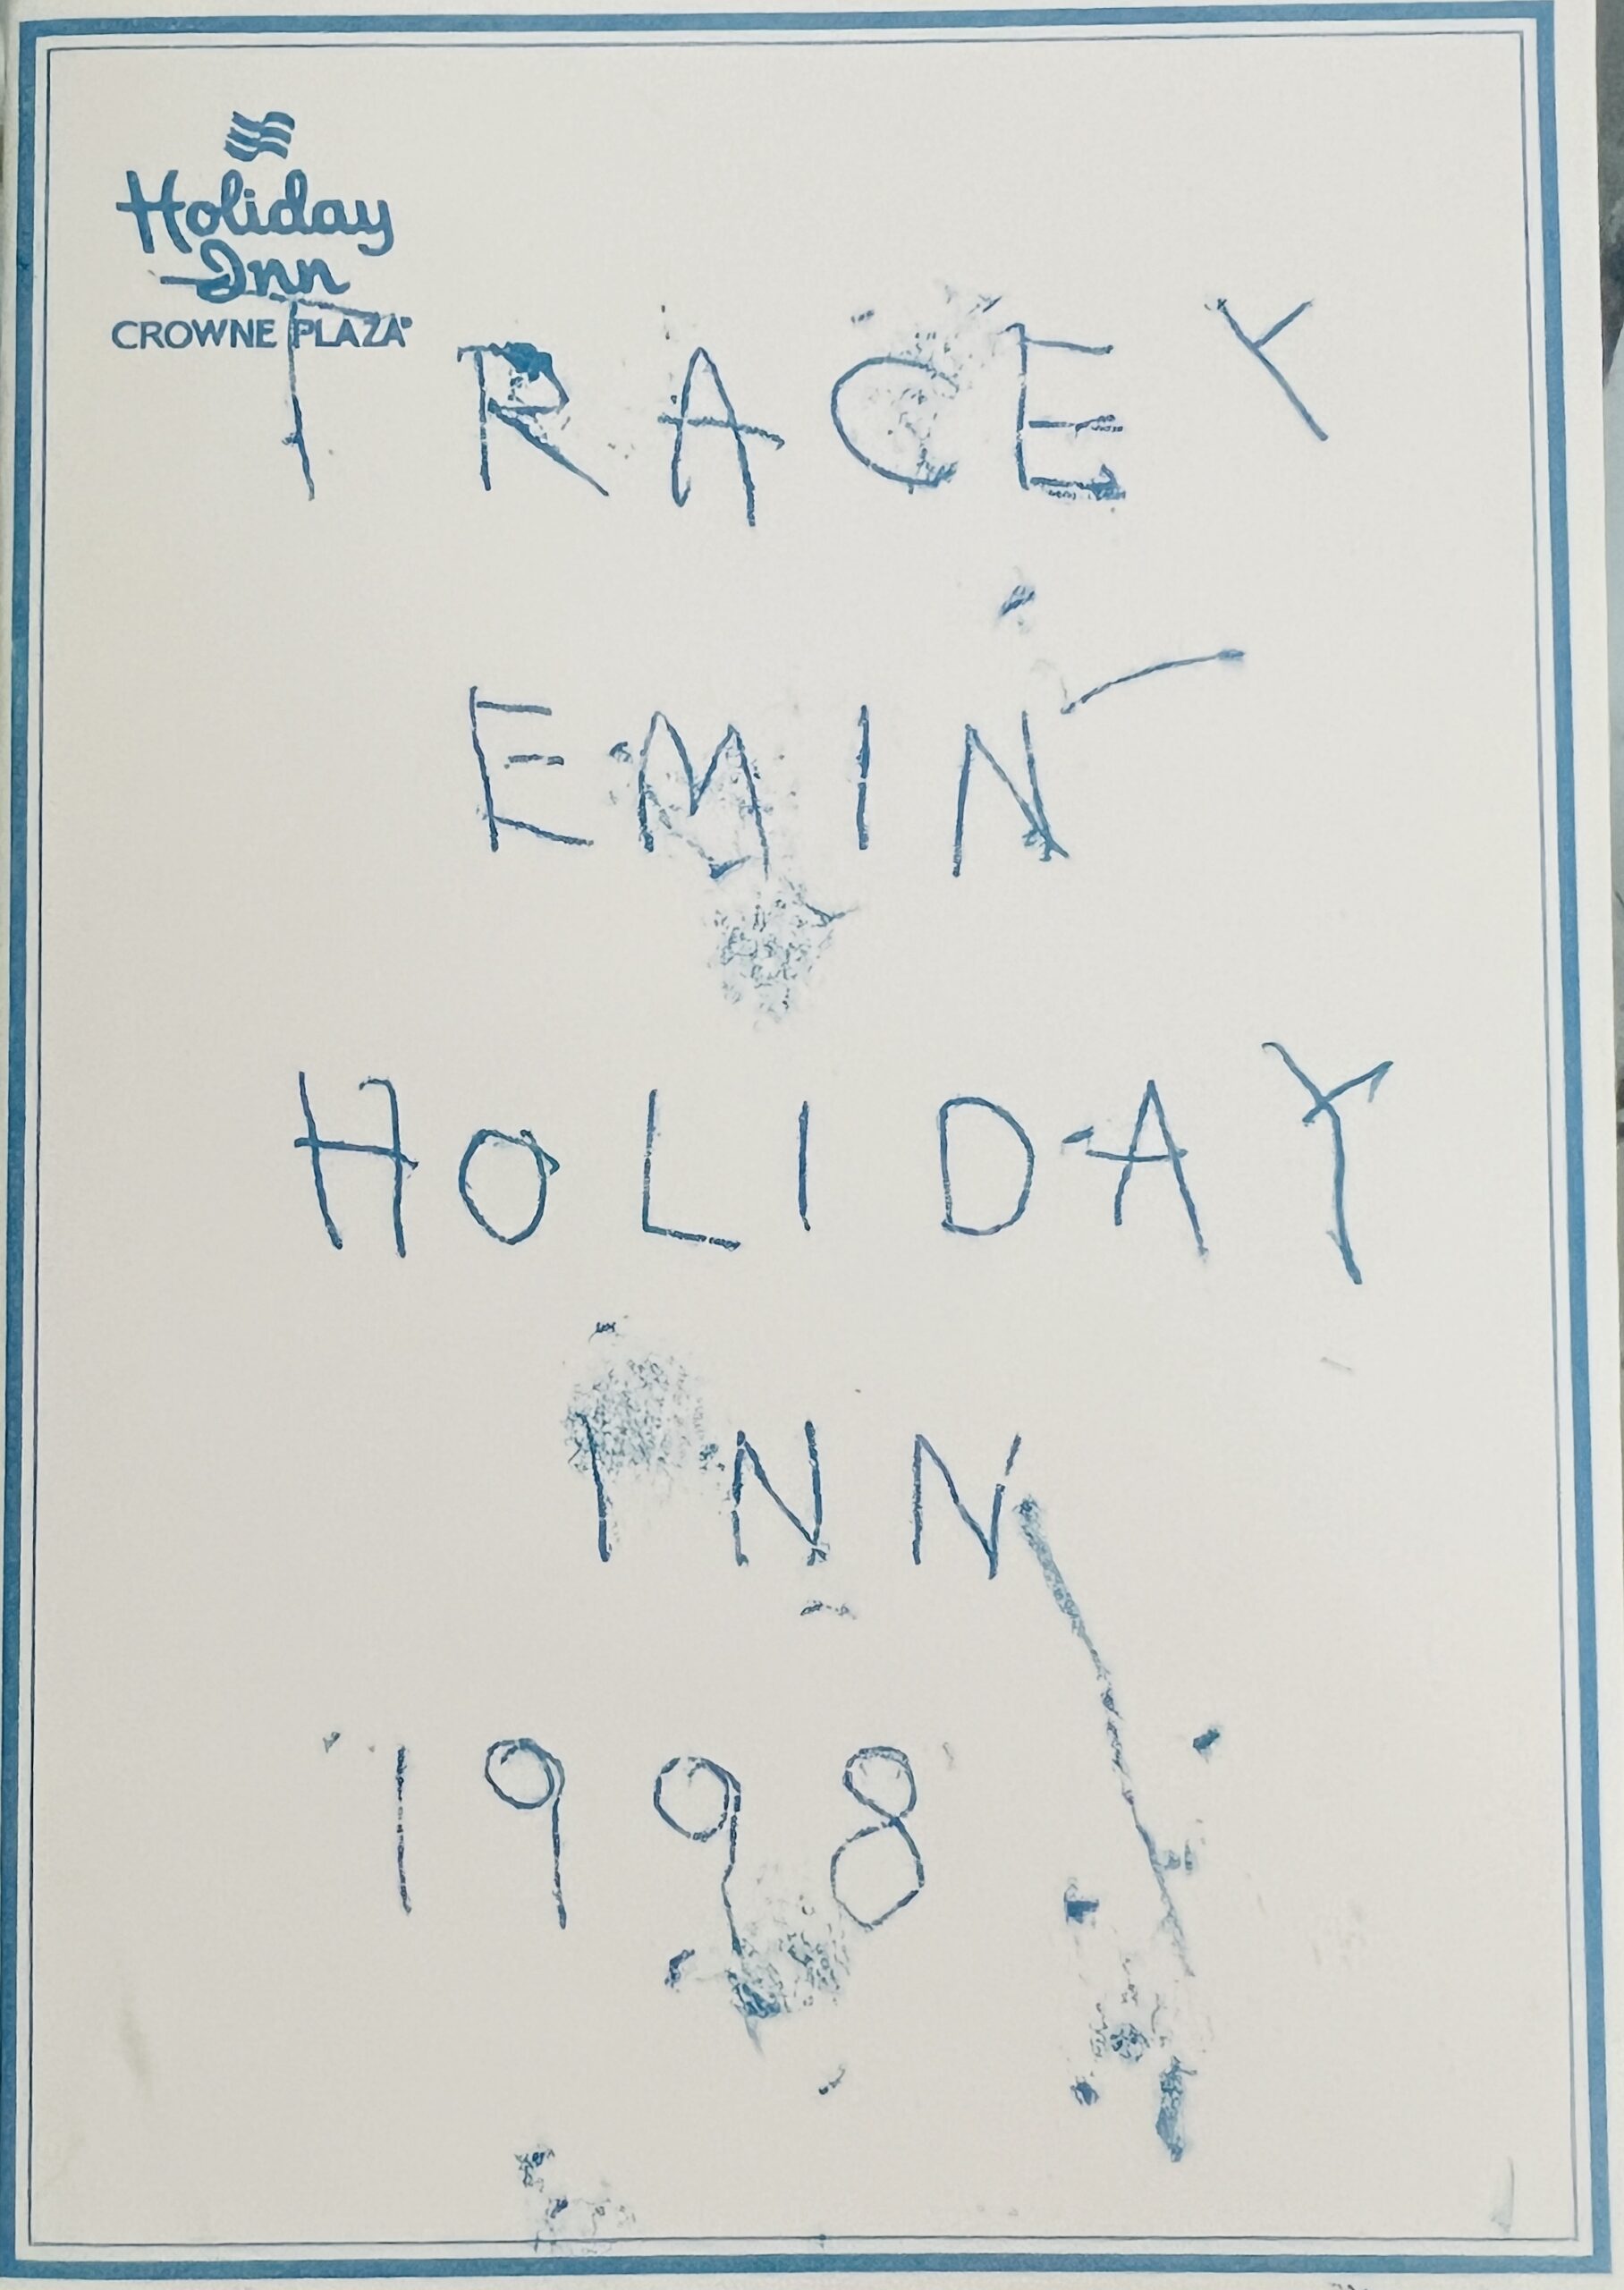 Holiday
Inn
CROWNE PLAZA®
TRACEY
EMIN
HOLIDAY
INN
1998